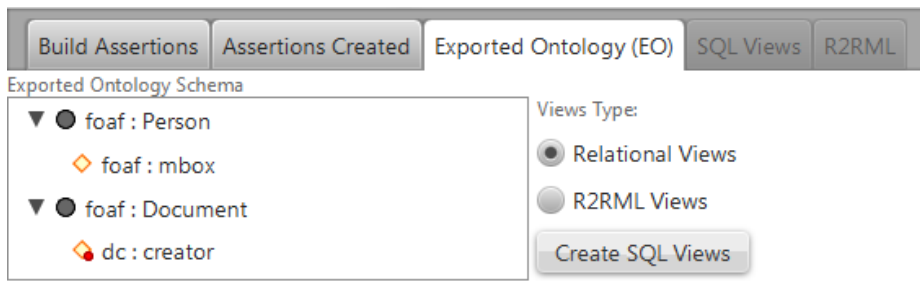 Build Assertions
Assertions Created
Exported Ontology (EO)
SQL Views
R2RML
Exported Ontology Schema
foaf : Person
foaf : mbox
foaf : Document
dc : creator
Views Type:
Relational Views
R2RML Views
Create SQL Views